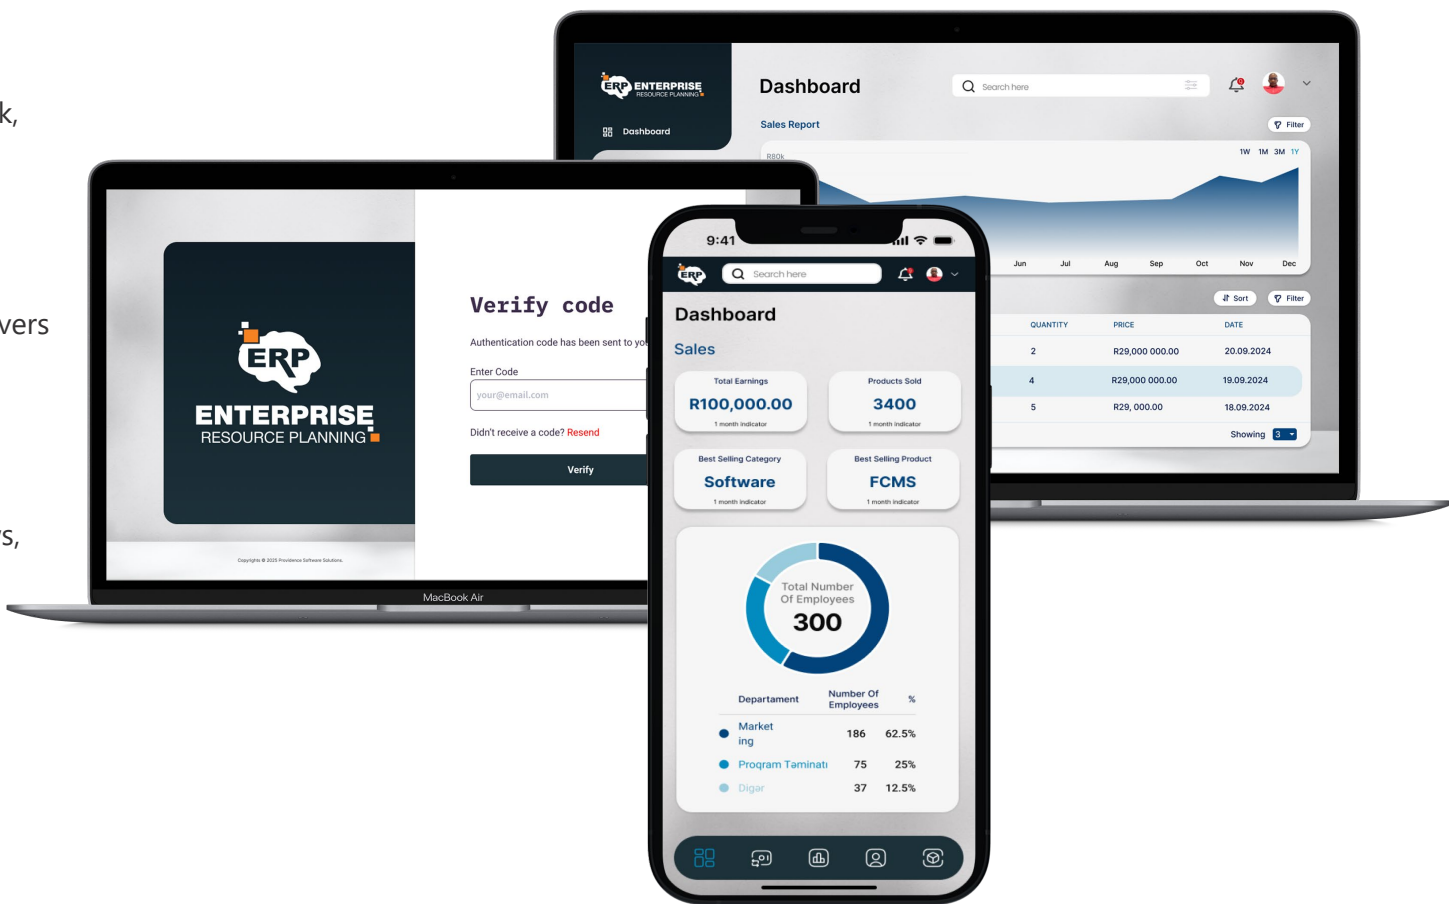 k,
vers
s,
ERP ENTERPRISE
RESOURCE PLANNING
Dashboard
Dashboard
Search here
Sales Report
Filter
R80k
1W 1M 3M 1Y
Jun Jul Aug Sep Oct Nov Dec
Sort Filter
QUANTITY PRICE DATE
2 R29,000 000.00 20.09.2024
4 R29,000 000.00 19.09.2024
5 R29, 000.00 18.09.2024
Showing 3
ERP
ENTERPRISE
RESOURCE PLANNING
Copyrights © 2025 Providence Software Solutions.
Verify code
Authentication code has been sent to
Enter Code
your@email.com
Didn't receive a code? Resend
Verify
MacBook Air
9:41
ERP
Search here
Dashboard
Sales
Total Earnings
R100,000.00
1 month indicator
Products Sold
3400
1 month indicator
Best Selling Category
Software
1 month indicator
Best Selling Product
FCMS
1 month indicator
Total Number
Of Employees
300
Departament Number Of Employees %
Market
ing 186 62.5%
Proqram Təminatı 75 25%
Digər 37 12.5%